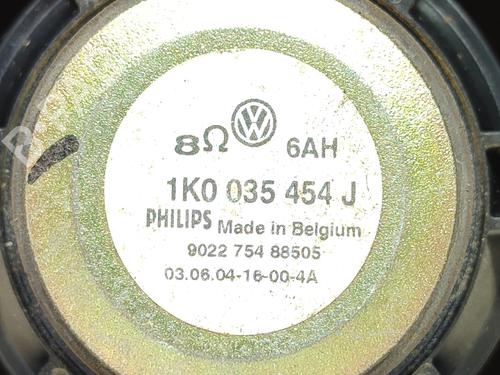 8Ω 6AH
1K0 035 454 J
PHILIPS Made in Belgium
9022 754 88505
03.06.04-16-00-4A